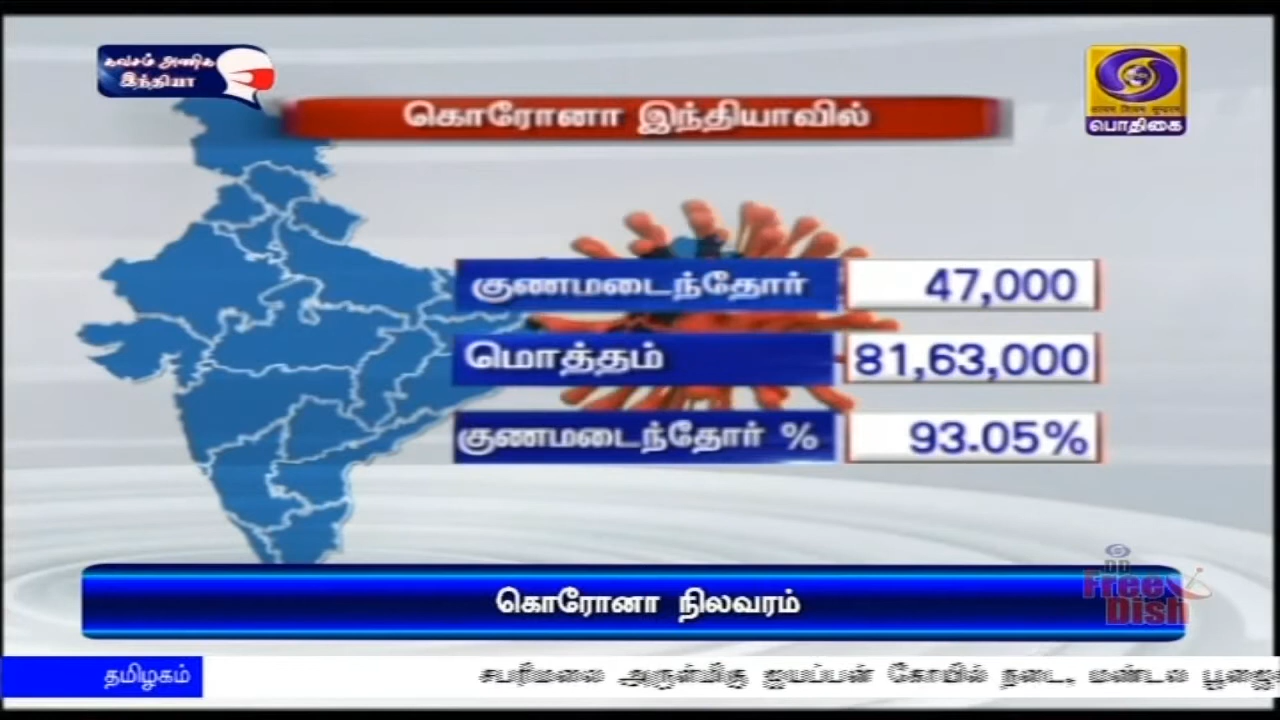 கவசம் அணிக
இந்தியா
கொரோனா இந்தியாவில்
பொதிகை
குணமடைந்தோர் 47,000
மொத்தம் 81,63,000
குணமடைந்தோர் % 93.05%
கொரோனா நிலவரம்
DD
Free
Dish
தமிழகம்
சபரிமலை அருள்மிகு ஐயப்பன் கோயில் நடை, மண்டல